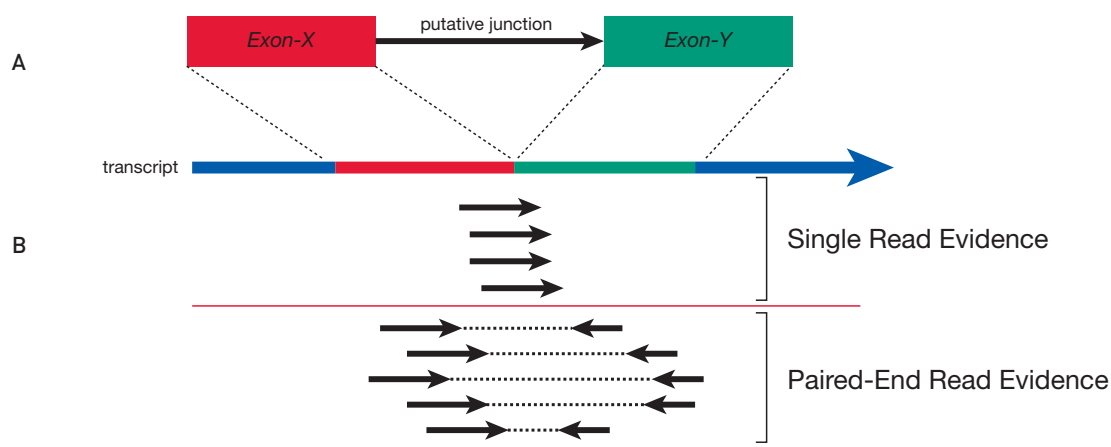 putative junction
Exon-X
Exon-Y
A
transcript
B
Single Read Evidence
Paired-End Read Evidence